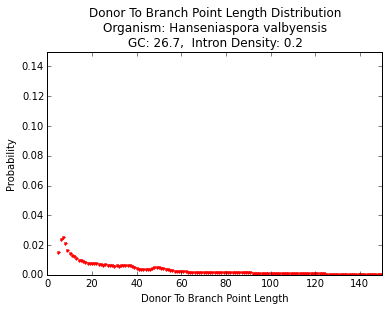 Donor To Branch Point Length Distribution
Organism: Hanseniaspora valbyensis
GC: 26.7,  Intron Density: 0.2
0.14
0.12
0.10
0.08
0.06
0.04
0.02
0.00
Probability
0 20 40 60 80 100 120 140
Donor To Branch Point Length